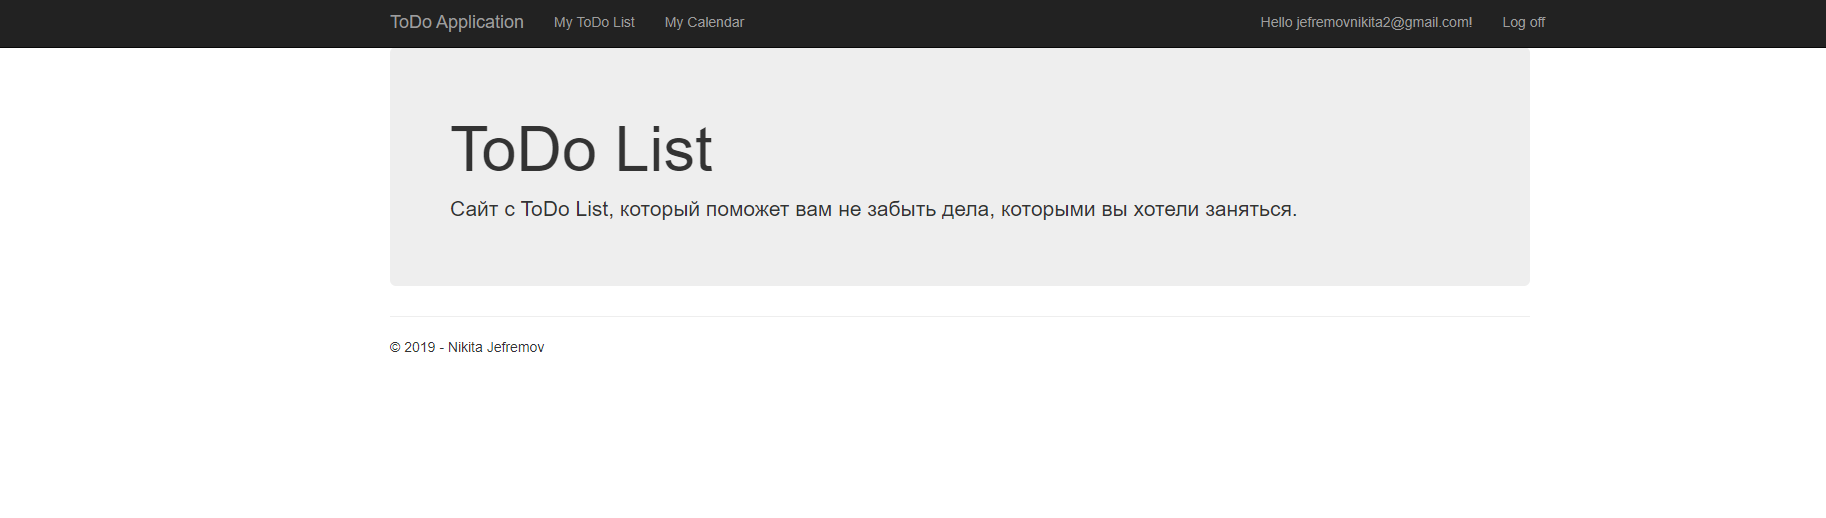 ToDo Application My ToDo List My Calendar Hello jefremovnikita2@gmail.com! Log off
ToDo List
Сайт с ToDo List, который поможет вам не забыть дела, которыми вы хотели заняться.
© 2019 - Nikita Jefremov